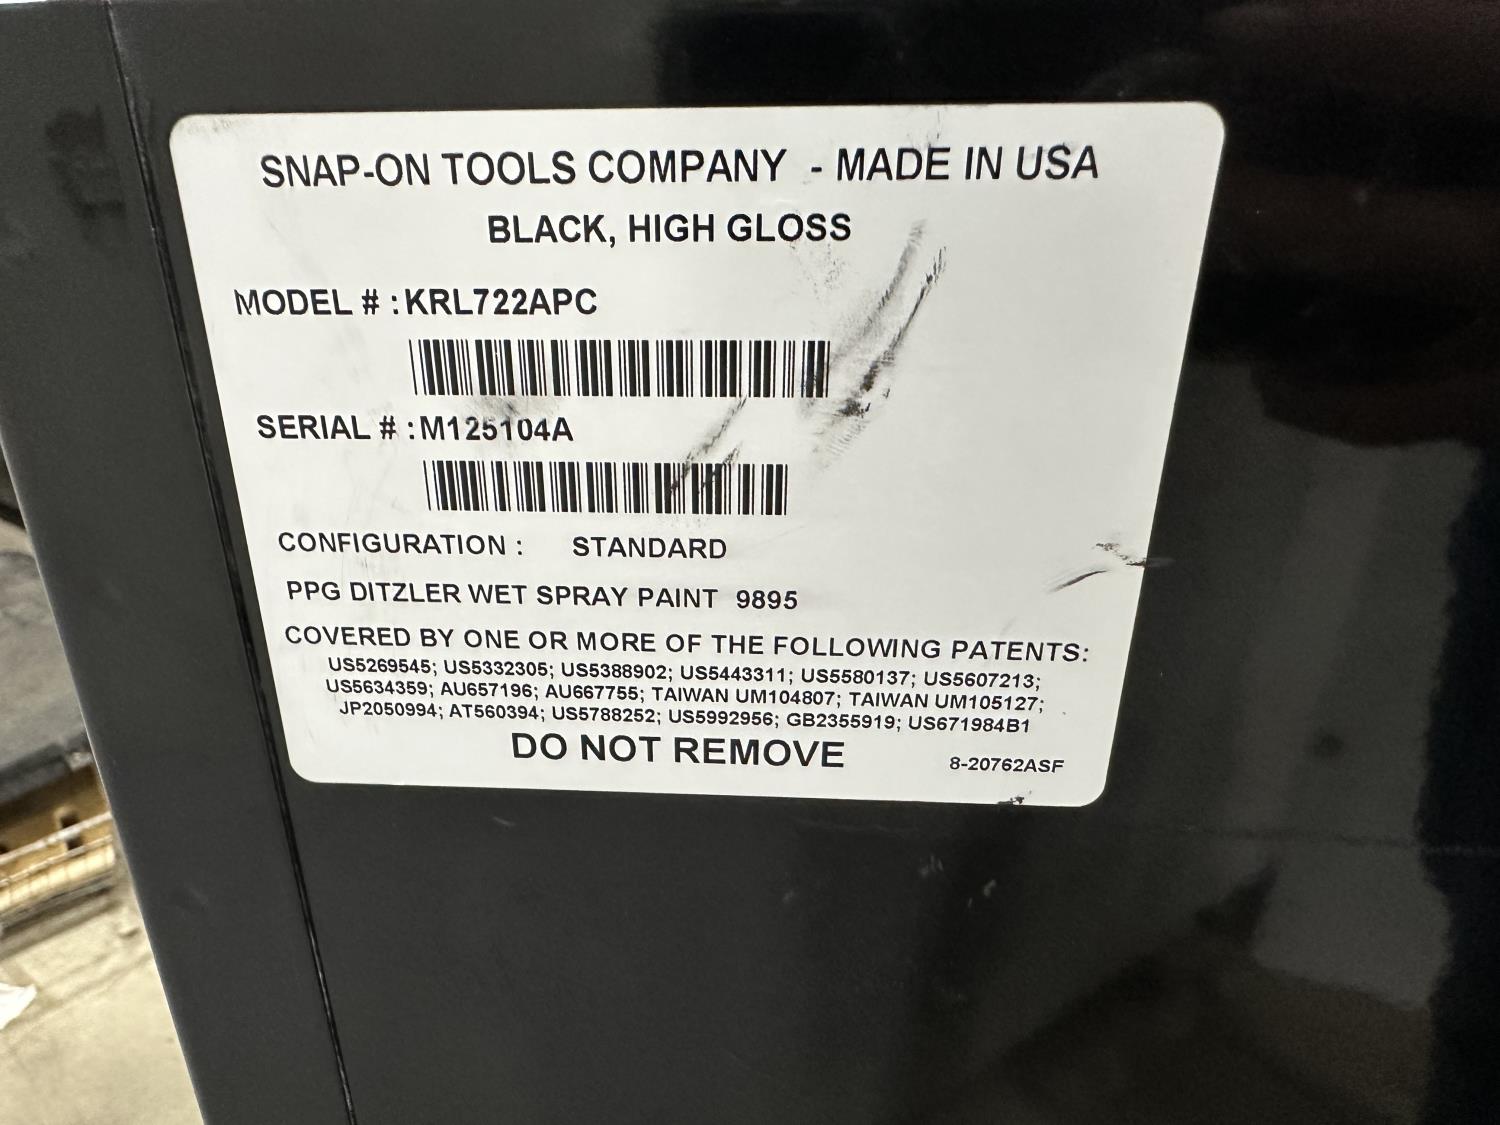 SNAP-ON TOOLS COMPANY - MADE IN USA
BLACK, HIGH GLOSS
MODEL # : KRL722APC
SERIAL # : M125104A
CONFIGURATION : STANDARD
PPG DITZLER WET SPRAY PAINT 9895
COVERED BY ONE OR MORE OF THE FOLLOWING PATENTS:
US5269545; US5332305; US5388902; US5443311; US5580137; US5607213;
US5634359; AU657196; AU667755; TAIWAN UM104807; TAIWAN UM105127;
JP2050994; AT560394; US5788252; US5992956; GB2355919; US671984B1
DO NOT REMOVE
8-20762ASF